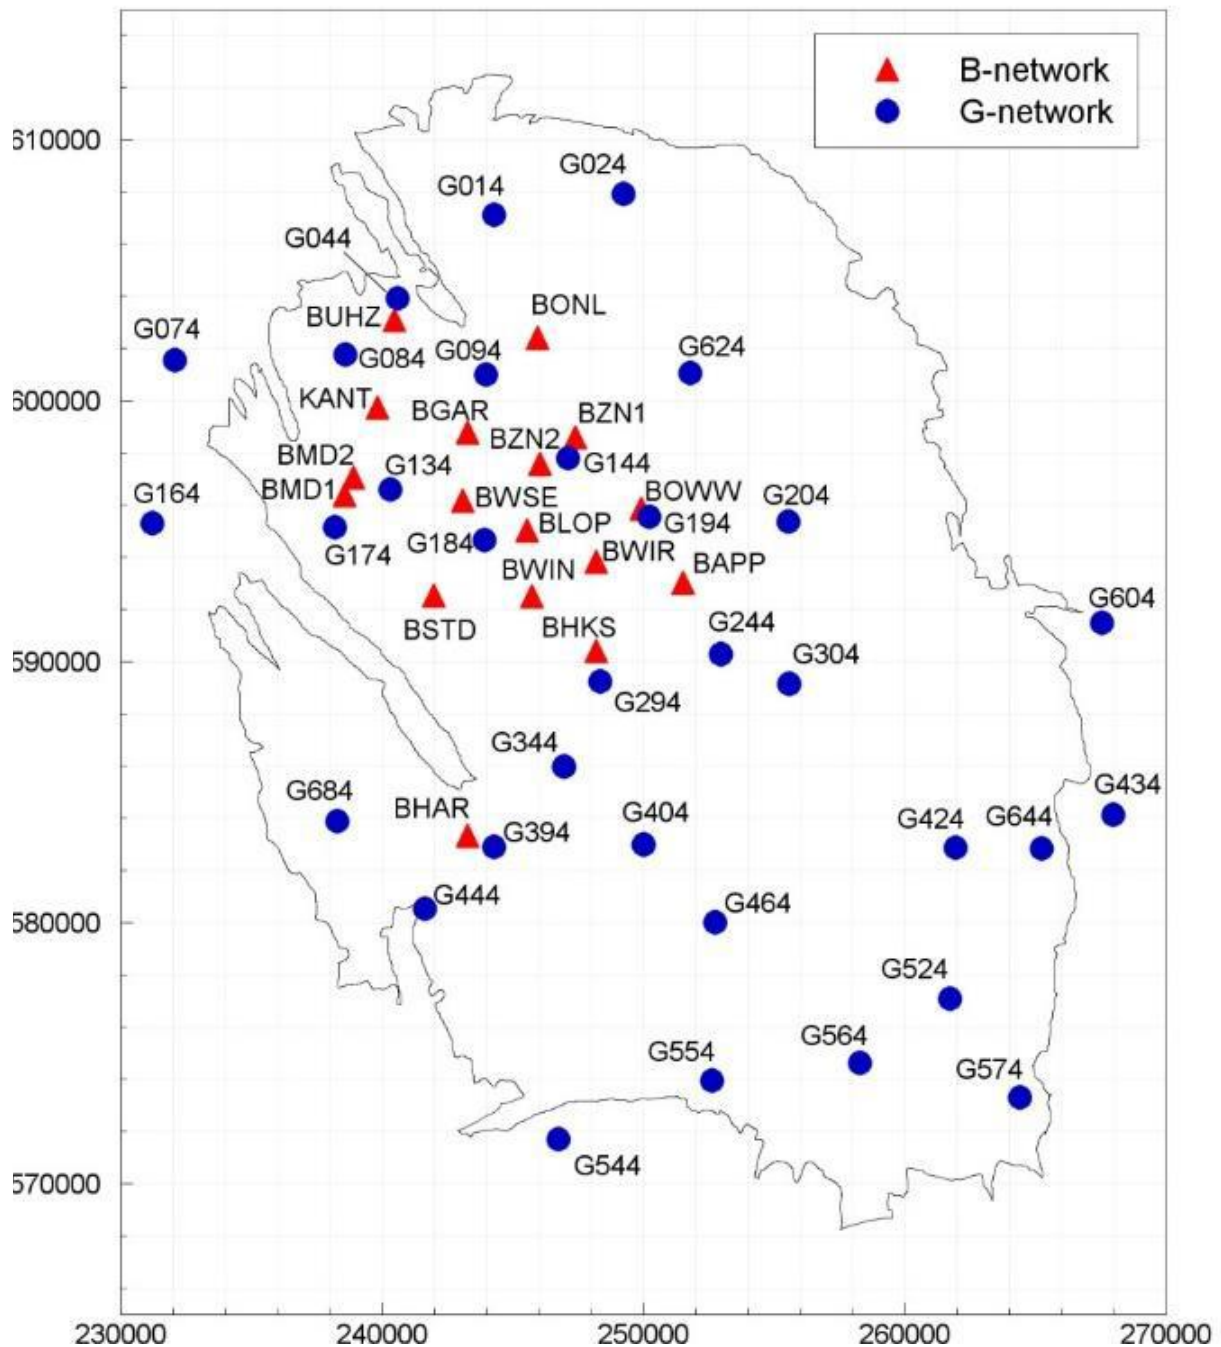 B-network
G-network
610000
G024
G014
G044
BONL
BUHZ
G074
G084
G094
G624
600000
KANT
BGAR
BZN1
BZN2
BMD2
G134
G144
BMD1
G164
BWSE
BOWW
G204
G174
G184
BLOP
G194
BWIR
BWIN
BAPP
BSTD
BHKS
G244
G604
590000
G304
G294
G344
G684
BHAR
G394
G404
G424
G644
G434
G444
580000
G464
G524
G554
G564
G574
G544
570000
230000 240000 250000 260000 270000